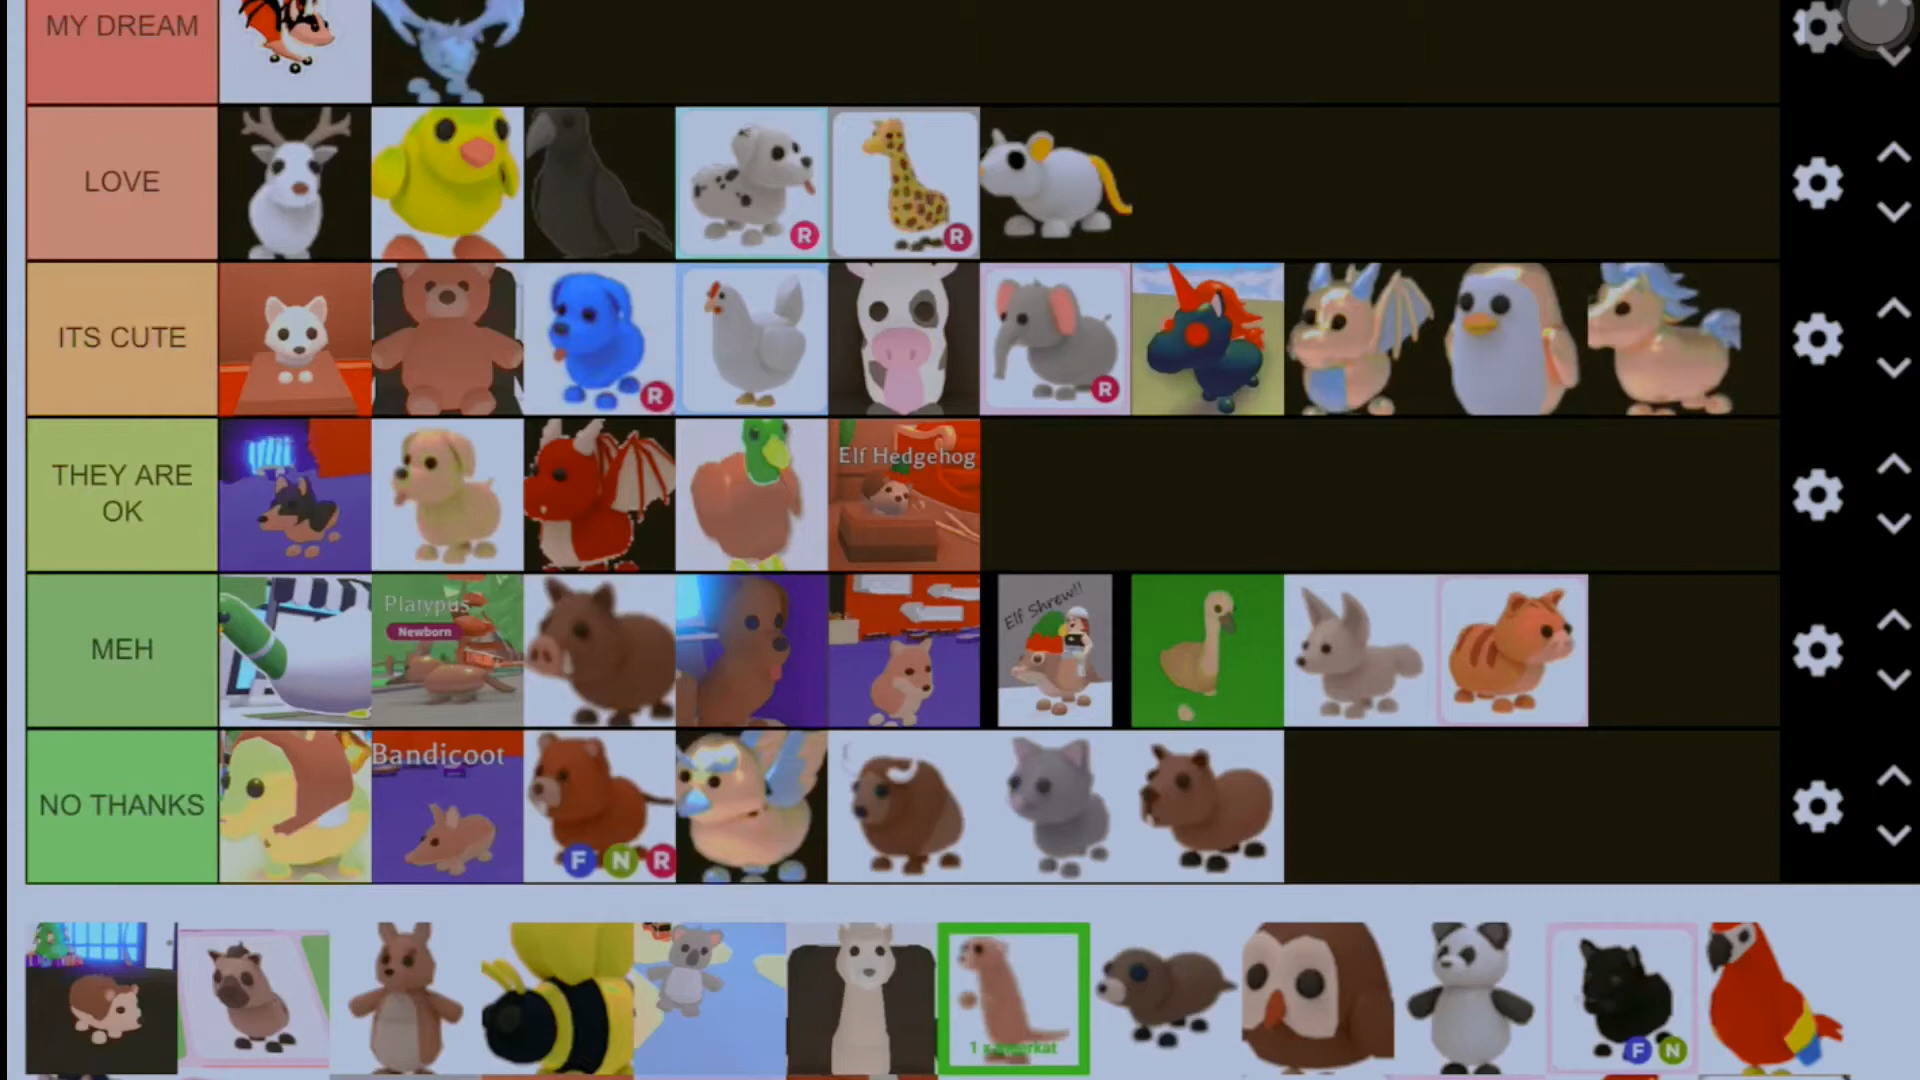 MY DREAM
LOVE
R
R
ITS CUTE
R
R
THEY ARE
OK
Elf Hedgehog
MEH
Platypus
Newborn
Elf Shrew!!
NO THANKS
Bandicoot
F N R
F N